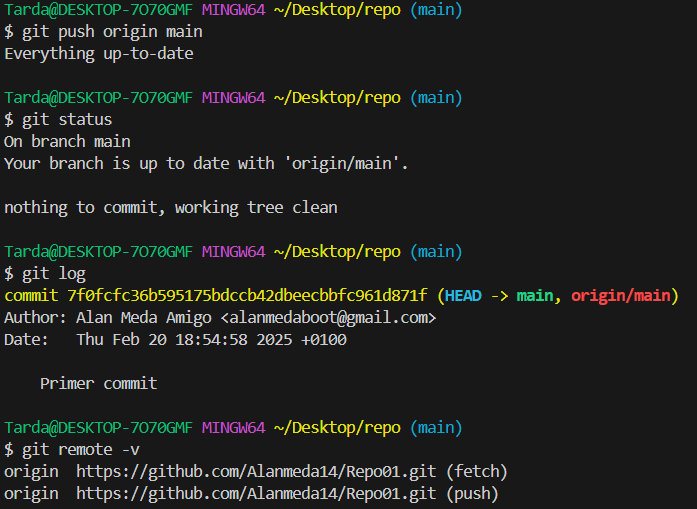 Tarda@DESKTOP-7O70GMF MINGW64 ~/Desktop/repo (main)
$ git push origin main
Everything up-to-date
Tarda@DESKTOP-7O70GMF MINGW64 ~/Desktop/repo (main)
$ git status
On branch main
Your branch is up to date with 'origin/main'.
nothing to commit, working tree clean
Tarda@DESKTOP-7O70GMF MINGW64 ~/Desktop/repo (main)
$ git log
commit 7f0fcfc36b595175bdccb42dbeecbbfc961d871f (HEAD -> main, origin/main)
Author: Alan Meda Amigo <alanmedaboot@gmail.com>
Date:   Thu Feb 20 18:54:58 2025 +0100
Primer commit
Tarda@DESKTOP-7O70GMF MINGW64 ~/Desktop/repo (main)
$ git remote -v
origin  https://github.com/Alanmeda14/Repo01.git (fetch)
origin  https://github.com/Alanmeda14/Repo01.git (push)